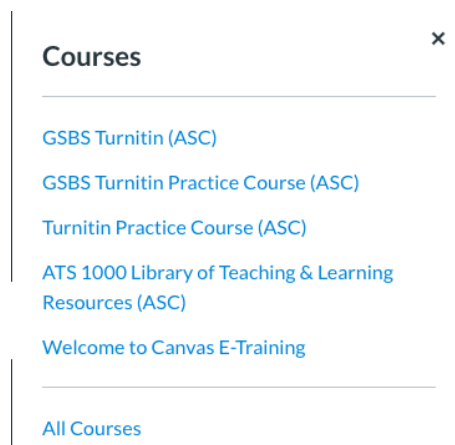 Courses
×
GSBS Turnitin (ASC)
GSBS Turnitin Practice Course (ASC)
Turnitin Practice Course (ASC)
ATS 1000 Library of Teaching & Learning
Resources (ASC)
Welcome to Canvas E-Training
All Courses